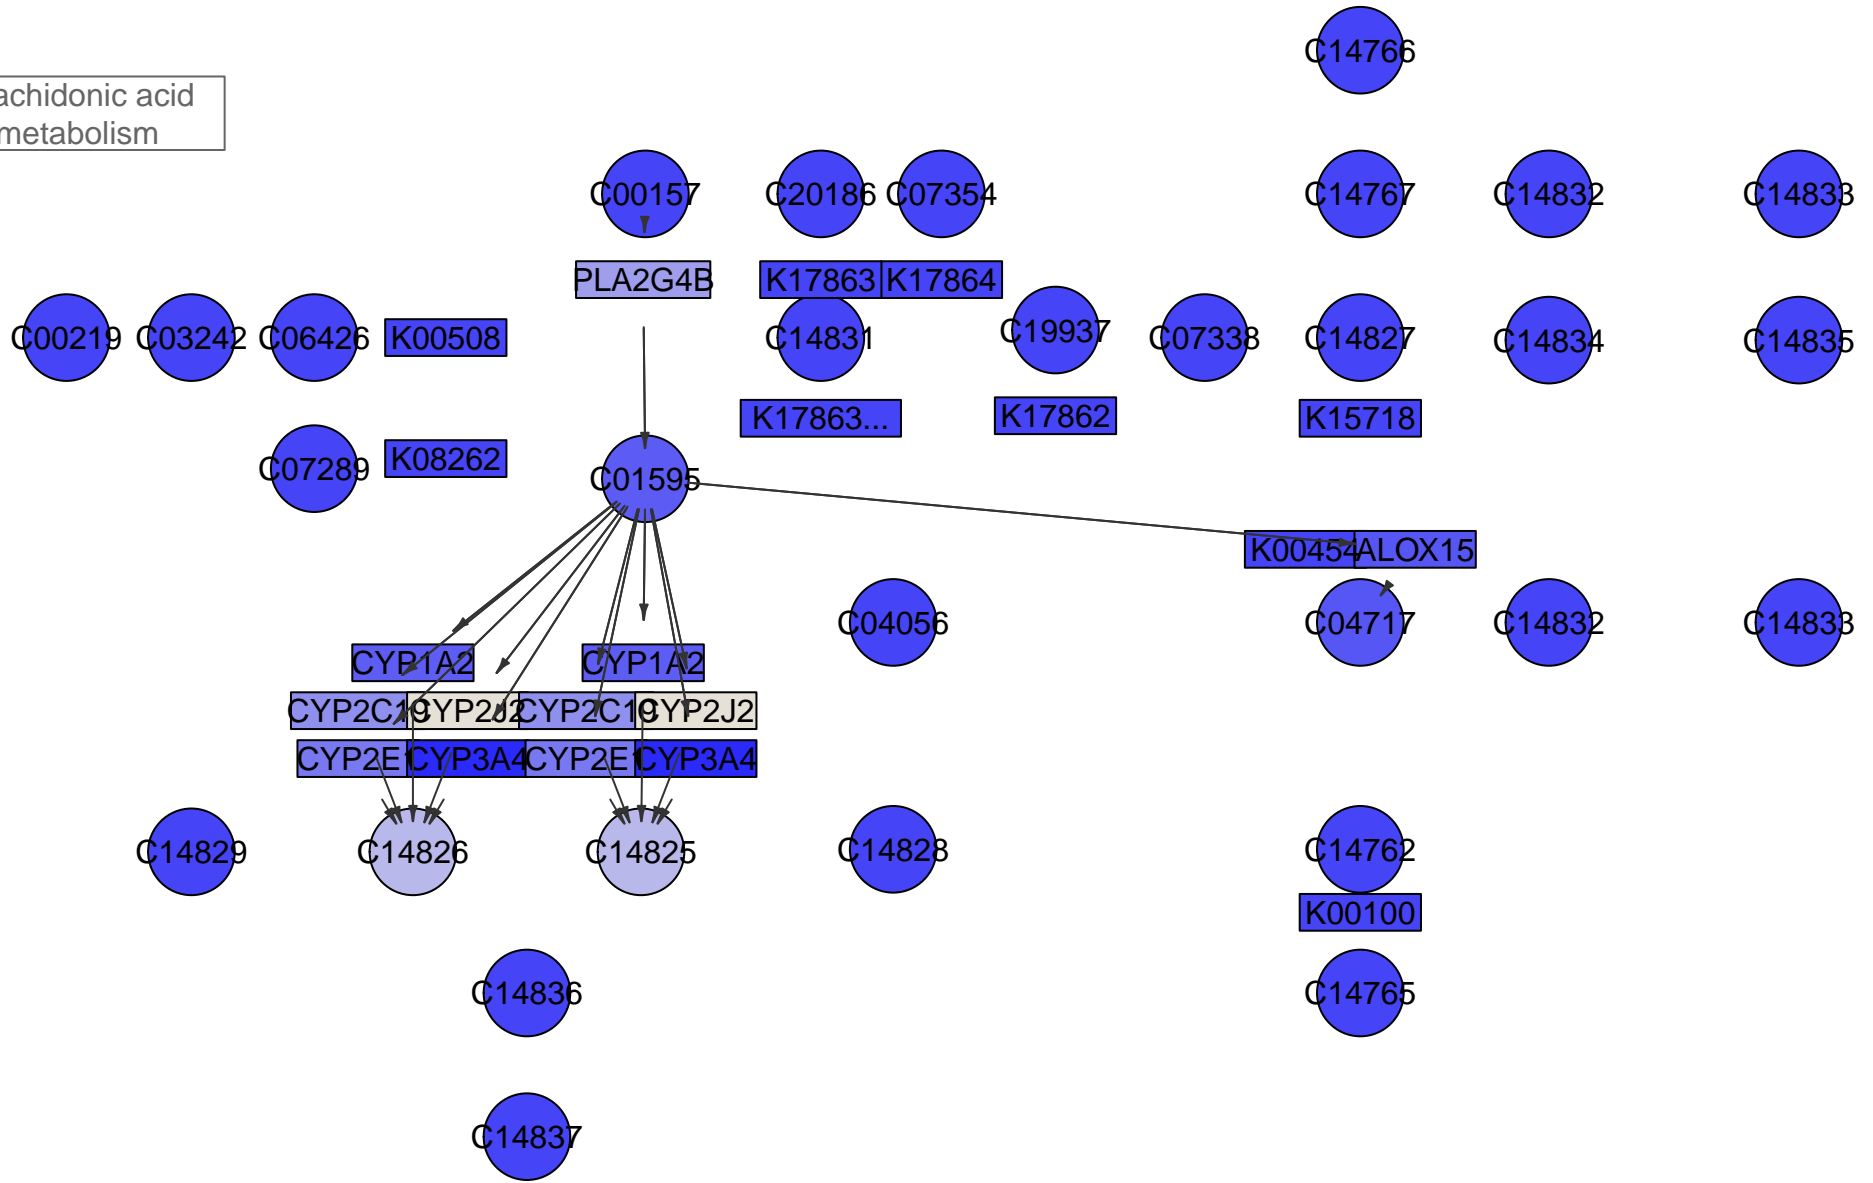 C14766
achidonic acid
metabolism
C00157
C20186
C07354
C14767
C14832
C14833
PLA2G4B
K17863
K17864
C00219
C03242
C06426
K00508
C14831
C19937
C07338
C14827
C14834
C14835
K17863...
K17862
K15718
C07289
K08262
C01595
K00454
ALOX15
C04056
C04717
C14832
C14833
CYP1A2
CYP1A2
CYP2C19
CYP2J2
CYP2C19
CYP2J2
CYP2E1
CYP3A4
CYP2E1
CYP3A4
C14829
C14826
C14825
C14828
C14762
K00100
C14836
C14765
C14837